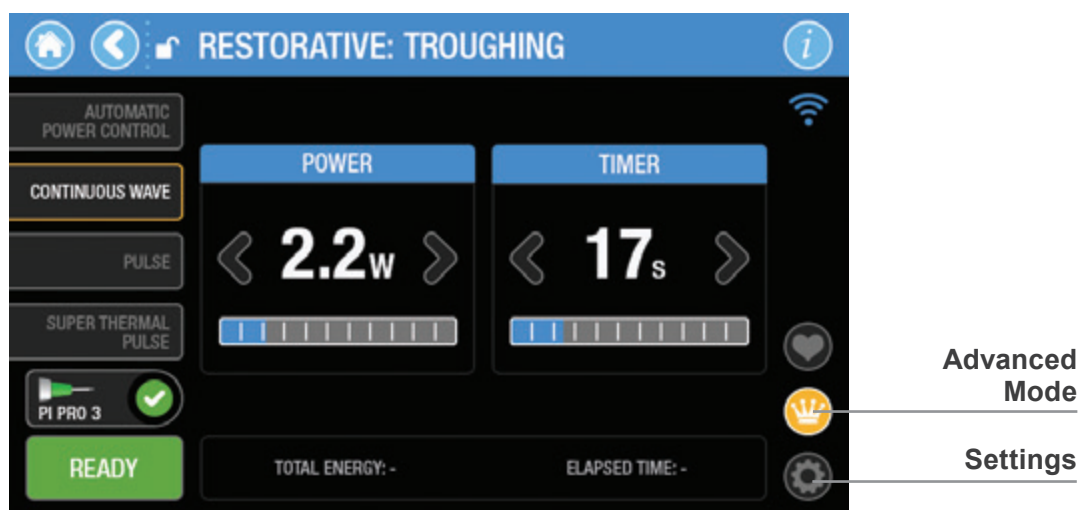 RESTORATIVE: TROUGHING
i
AUTOMATIC
POWER CONTROL
CONTINUOUS WAVE
PULSE
SUPER THERMAL
PULSE
PI PRO 3
READY
POWER
2.2W
TIMER
17s
TOTAL ENERGY: -
ELAPSED TIME: -
Advanced
Mode
Settings